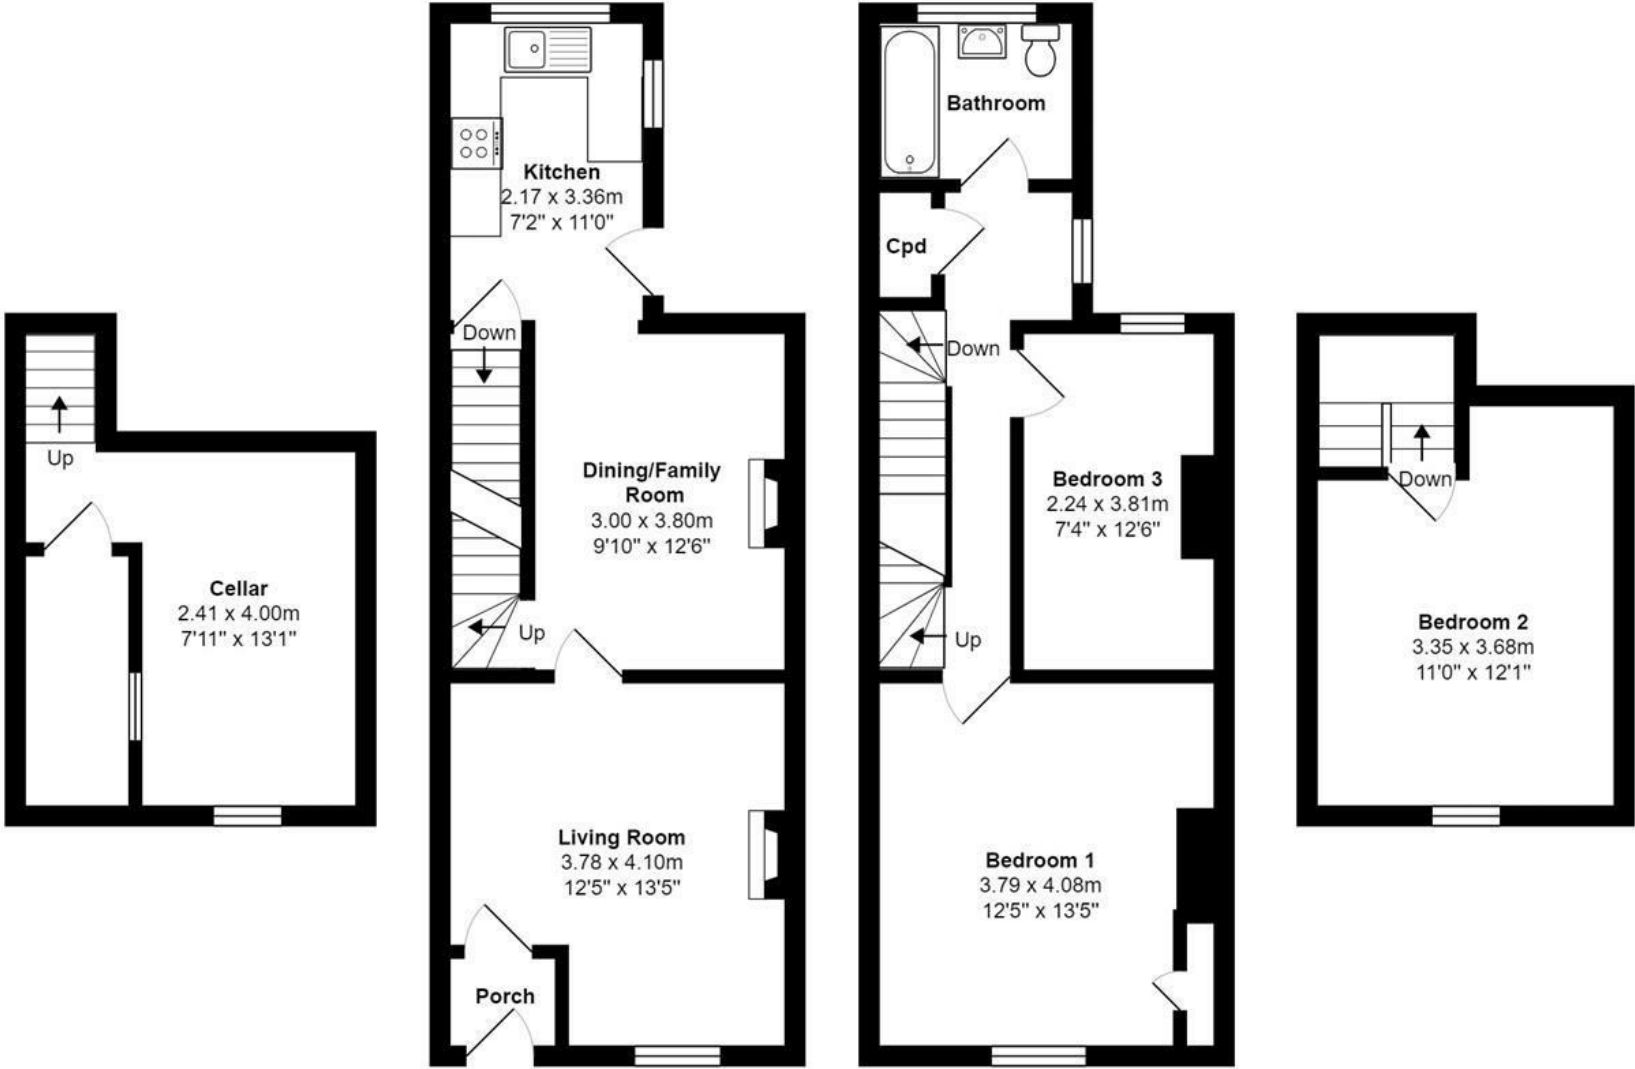 Up
Cellar
2.41 x 4.00m
7'11" x 13'1"
Kitchen
2.17 x 3.36m
7'2" x 11'0"
Down
Dining/Family
Room
3.00 x 3.80m
9'10" x 12'6"
Up
Living Room
3.78 x 4.10m
12'5" x 13'5"
Porch
Bathroom
Cpd
Down
Bedroom 3
2.24 x 3.81m
7'4" x 12'6"
Up
Bedroom 1
3.79 x 4.08m
12'5" x 13'5"
Down
Bedroom 2
3.35 x 3.68m
11'0" x 12'1"